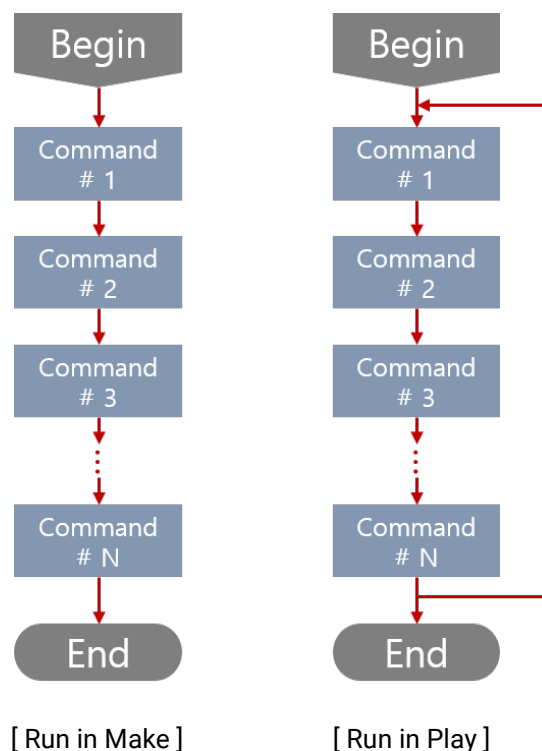 Begin
Command
# 1
Command
# 2
Command
# 3
Command
# N
End
[ Run in Make ]
Begin
Command
# 1
Command
# 2
Command
# 3
Command
# N
End
[ Run in Play ]